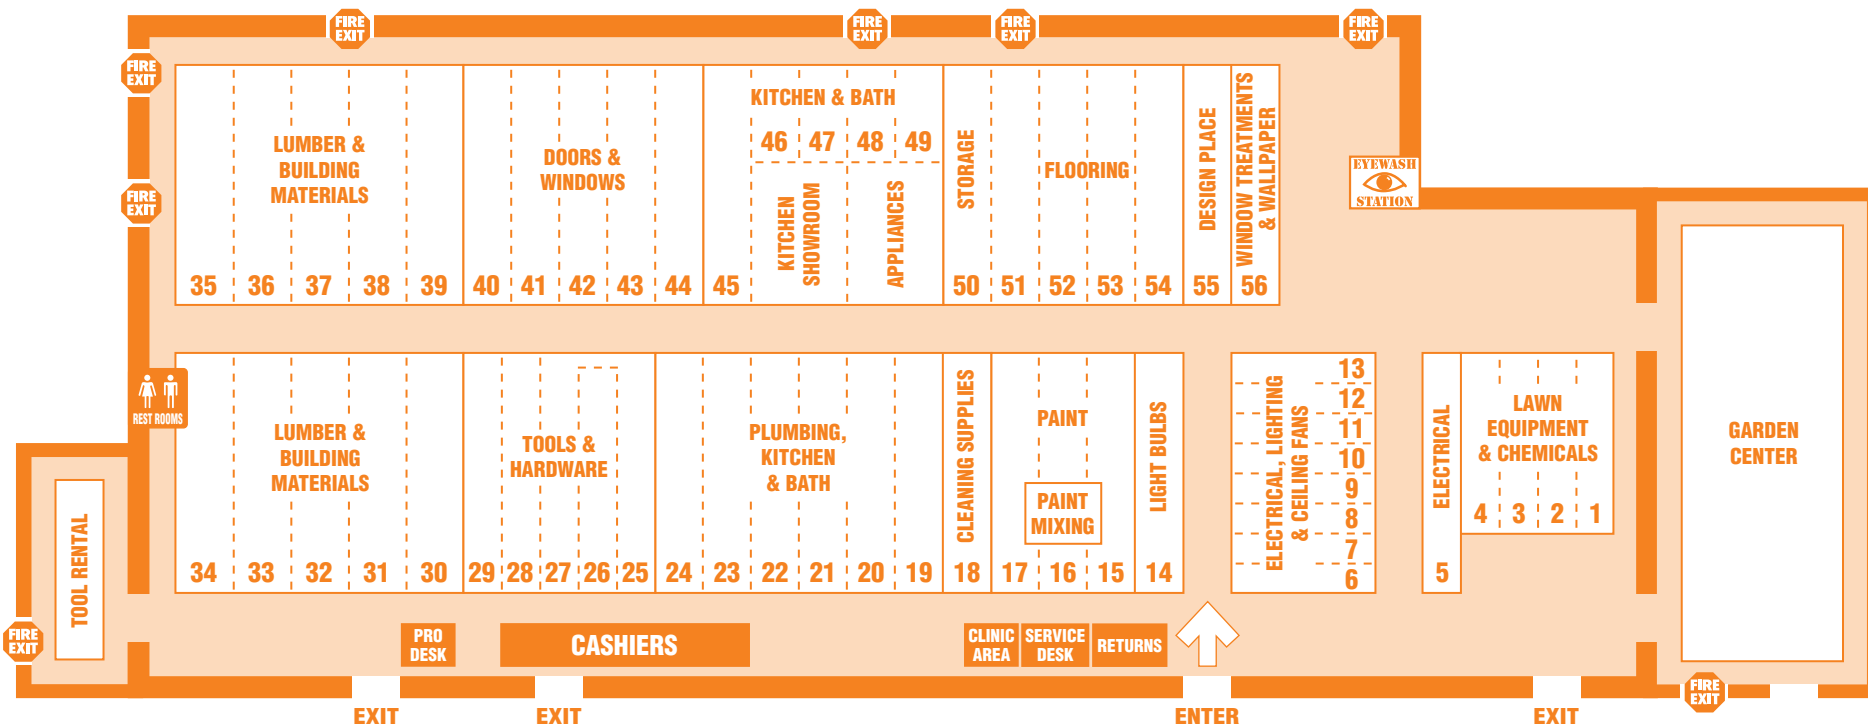 FIRE
EXIT
FIRE
EXIT
FIRE
EXIT
FIRE
EXIT
FIRE
EXIT
FIRE
EXIT
LUMBER &
BUILDING
MATERIALS
35 36 37 38 39
DOORS &
WINDOWS
40 41 42 43 44
KITCHEN & BATH
46 47 48 49
KITCHEN
SHOWROOM
APPLIANCES
45
STORAGE
50
FLOORING
51 52 53 54
DESIGN PLACE
55
WINDOW TREATMENTS
& WALLPAPER
56
EYEWASH
STATION
REST ROOMS
LUMBER &
BUILDING
MATERIALS
34 33 32 31 30
TOOLS &
HARDWARE
29 28 27 26 25
PLUMBING,
KITCHEN
& BATH
24 23 22 21 20 19
CLEANING SUPPLIES
18
PAINT
PAINT
MIXING
17 16 15
LIGHT BULBS
14
ELECTRICAL, LIGHTING
& CEILING FANS
13
12
11
10
9
8
7
6
ELECTRICAL
5
LAWN
EQUIPMENT
& CHEMICALS
4 3 2 1
GARDEN
CENTER
TOOL RENTAL
FIRE
EXIT
PRO
DESK
CASHIERS
CLINIC
AREA
SERVICE
DESK
RETURNS
FIRE
EXIT
EXIT
EXIT
ENTER
EXIT